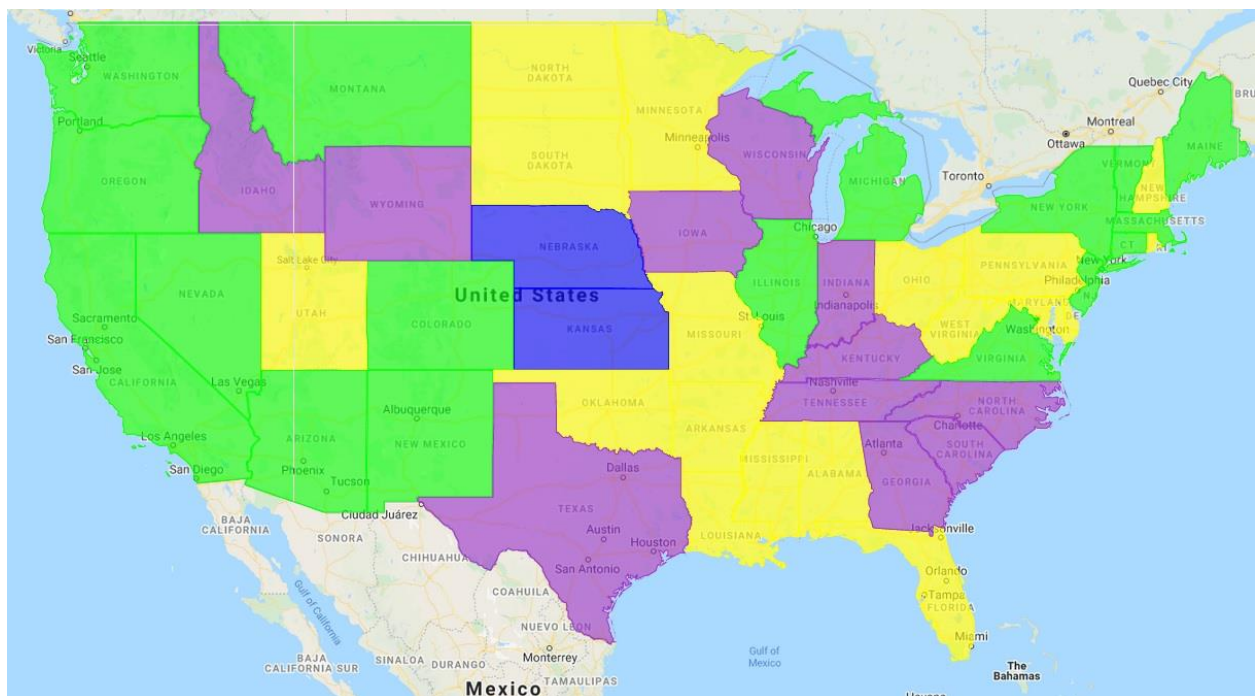 Victoria
Seattle
WASHINGTON
Portland
OREGON
MONTANA
IDAHO
WYOMING
NORTH
DAKOTA
SOUTH
DAKOTA
MINNESOTA
Minneapolis
WISCONSIN
MICHIGAN
Ottawa
Montreal
Quebec City
BRU
MAINE
VERMONT
NEW
HAMPSHIRE
MASSACHUSETTS
CT
RI
Toronto
NEW YORK
New York
NEBRASKA
IOWA
Chicago
ILLINOIS
INDIANA
Indianapolis
OHIO
PENNSYLVANIA
Philadelphia
NJ
MARYLAND
DE
Washington
WEST
VIRGINIA
VIRGINIA
Salt Lake City
NEVADA
UTAH
COLORADO
United States
KANSAS
MISSOURI
St. Louis
KENTUCKY
Nashville
TENNESSEE
NORTH
CAROLINA
Charlotte
SOUTH
CAROLINA
Sacramento
San Francisco
San Jose
CALIFORNIA
Las Vegas
Los Angeles
San Diego
ARIZONA
Phoenix
Tucson
Albuquerque
NEW MEXICO
OKLAHOMA
ARKANSAS
MISSISSIPPI
ALABAMA
Atlanta
GEORGIA
Dallas
TEXAS
Austin
Houston
San Antonio
LOUISIANA
Jacksonville
Orlando
Tampa
FLORIDA
Miami
Ciudad Juárez
BAJA
CALIFORNIA
SONORA
CHIHUAHUA
COAHUILA
NUEVO LEON
Gulf of California
BAJA
CALIFORNIA SUR
SINALOA
DURANGO
Monterrey
TAMAULIPAS
Mexico
Gulf of
Mexico
The
Bahamas